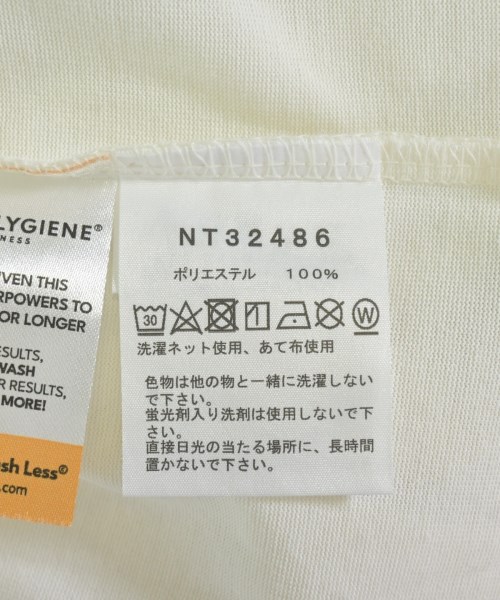 LYGIENE®
NESS
VEN THIS
RPOWERS TO
OR LONGER
ESULTS,
WASH
R RESULTS,
MORE!
sh Less®
.com
NT32486
ポリエステル 100%
30
W
洗濯ネット使用、あて布使用
色物は他の物と一緒に洗濯しない
で下さい。
蛍光剤入り洗剤は使用しないで下
さい。
直接日光の当たる場所に、長時間
置かないで下さい。